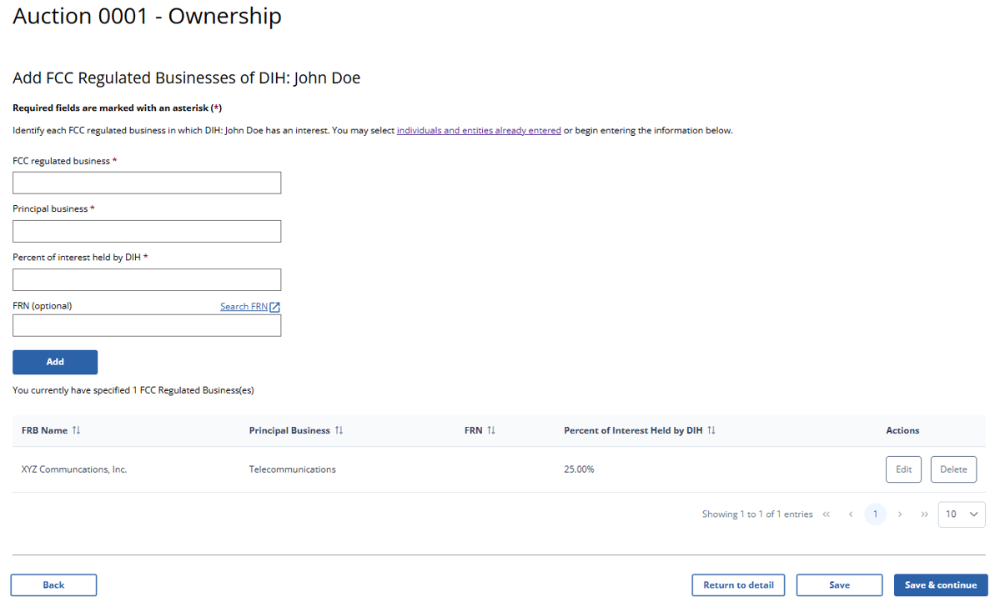 Auction 0001 - Ownership
Add FCC Regulated Businesses of DIH: John Doe
Required fields are marked with an asterisk (*)
Identify each FCC regulated business in which DIH: John Doe has an interest. You may select individuals and entities already entered or begin entering the information below.
FCC regulated business *
Principal business *
Percent of interest held by DIH *
FRN (optional) Search FRN
Add
You currently have specified 1 FCC Regulated Business(es)
FRB Name Principal Business FRN Percent of Interest Held by DIH Actions
XYZ Communcations, Inc. Telecommunications 25.00% Edit Delete
Showing 1 to 1 of 1 entries « ‹ 1 › » 10
Back Return to detail Save Save & continue